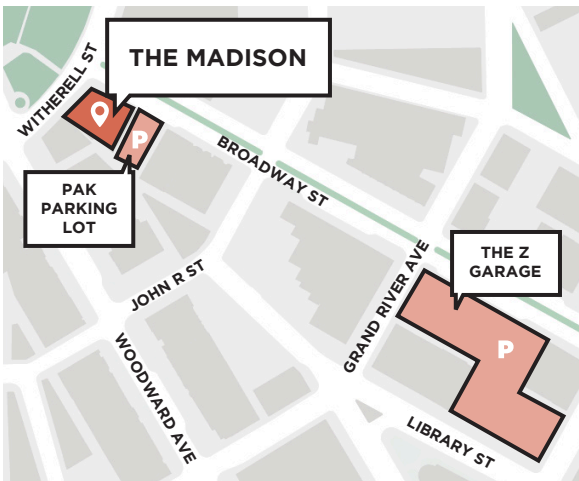 THE MADISON
WITHERELL ST
P
PAK
PARKING
LOT
BROADWAY ST
JOHN R ST
WOODWARD AVE
GRAND RIVER AVE
THE Z
GARAGE
P
LIBRARY ST